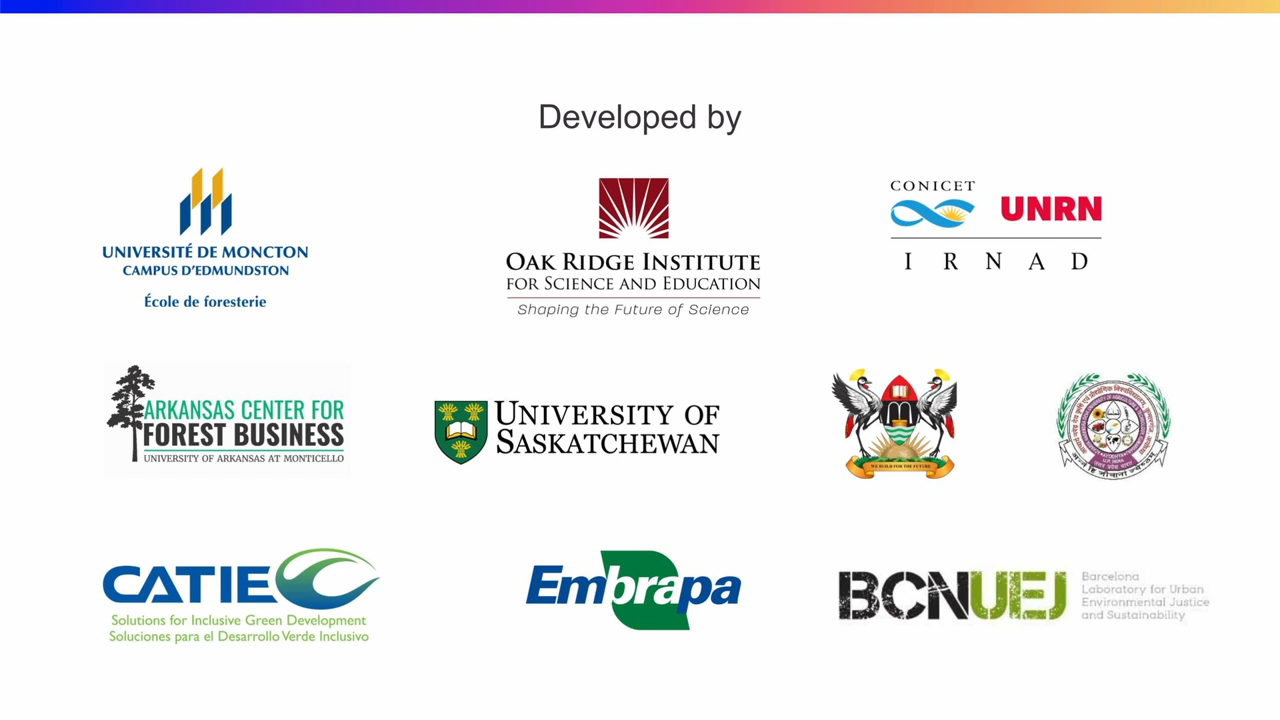 Developed by
UNIVERSITÉ DE MONCTON
CAMPUS D'EDMUNDSTON
École de foresterie
OAK RIDGE INSTITUTE
FOR SCIENCE AND EDUCATION
Shaping the Future of Science
CONICET
UNRN
I R N A D
ARKANSAS CENTER FOR
FOREST BUSINESS
UNIVERSITY OF ARKANSAS AT MONTICELLO
UNIVERSITY OF
SASKATCHEWAN
WE BUILD FOR THE FUTURE
CATIE
Solutions for Inclusive Green Development
Soluciones para el Desarrollo Verde Inclusivo
Embrapa
BCNUEJ
Barcelona
Laboratory for Urban
Environmental Justice
and Sustainability